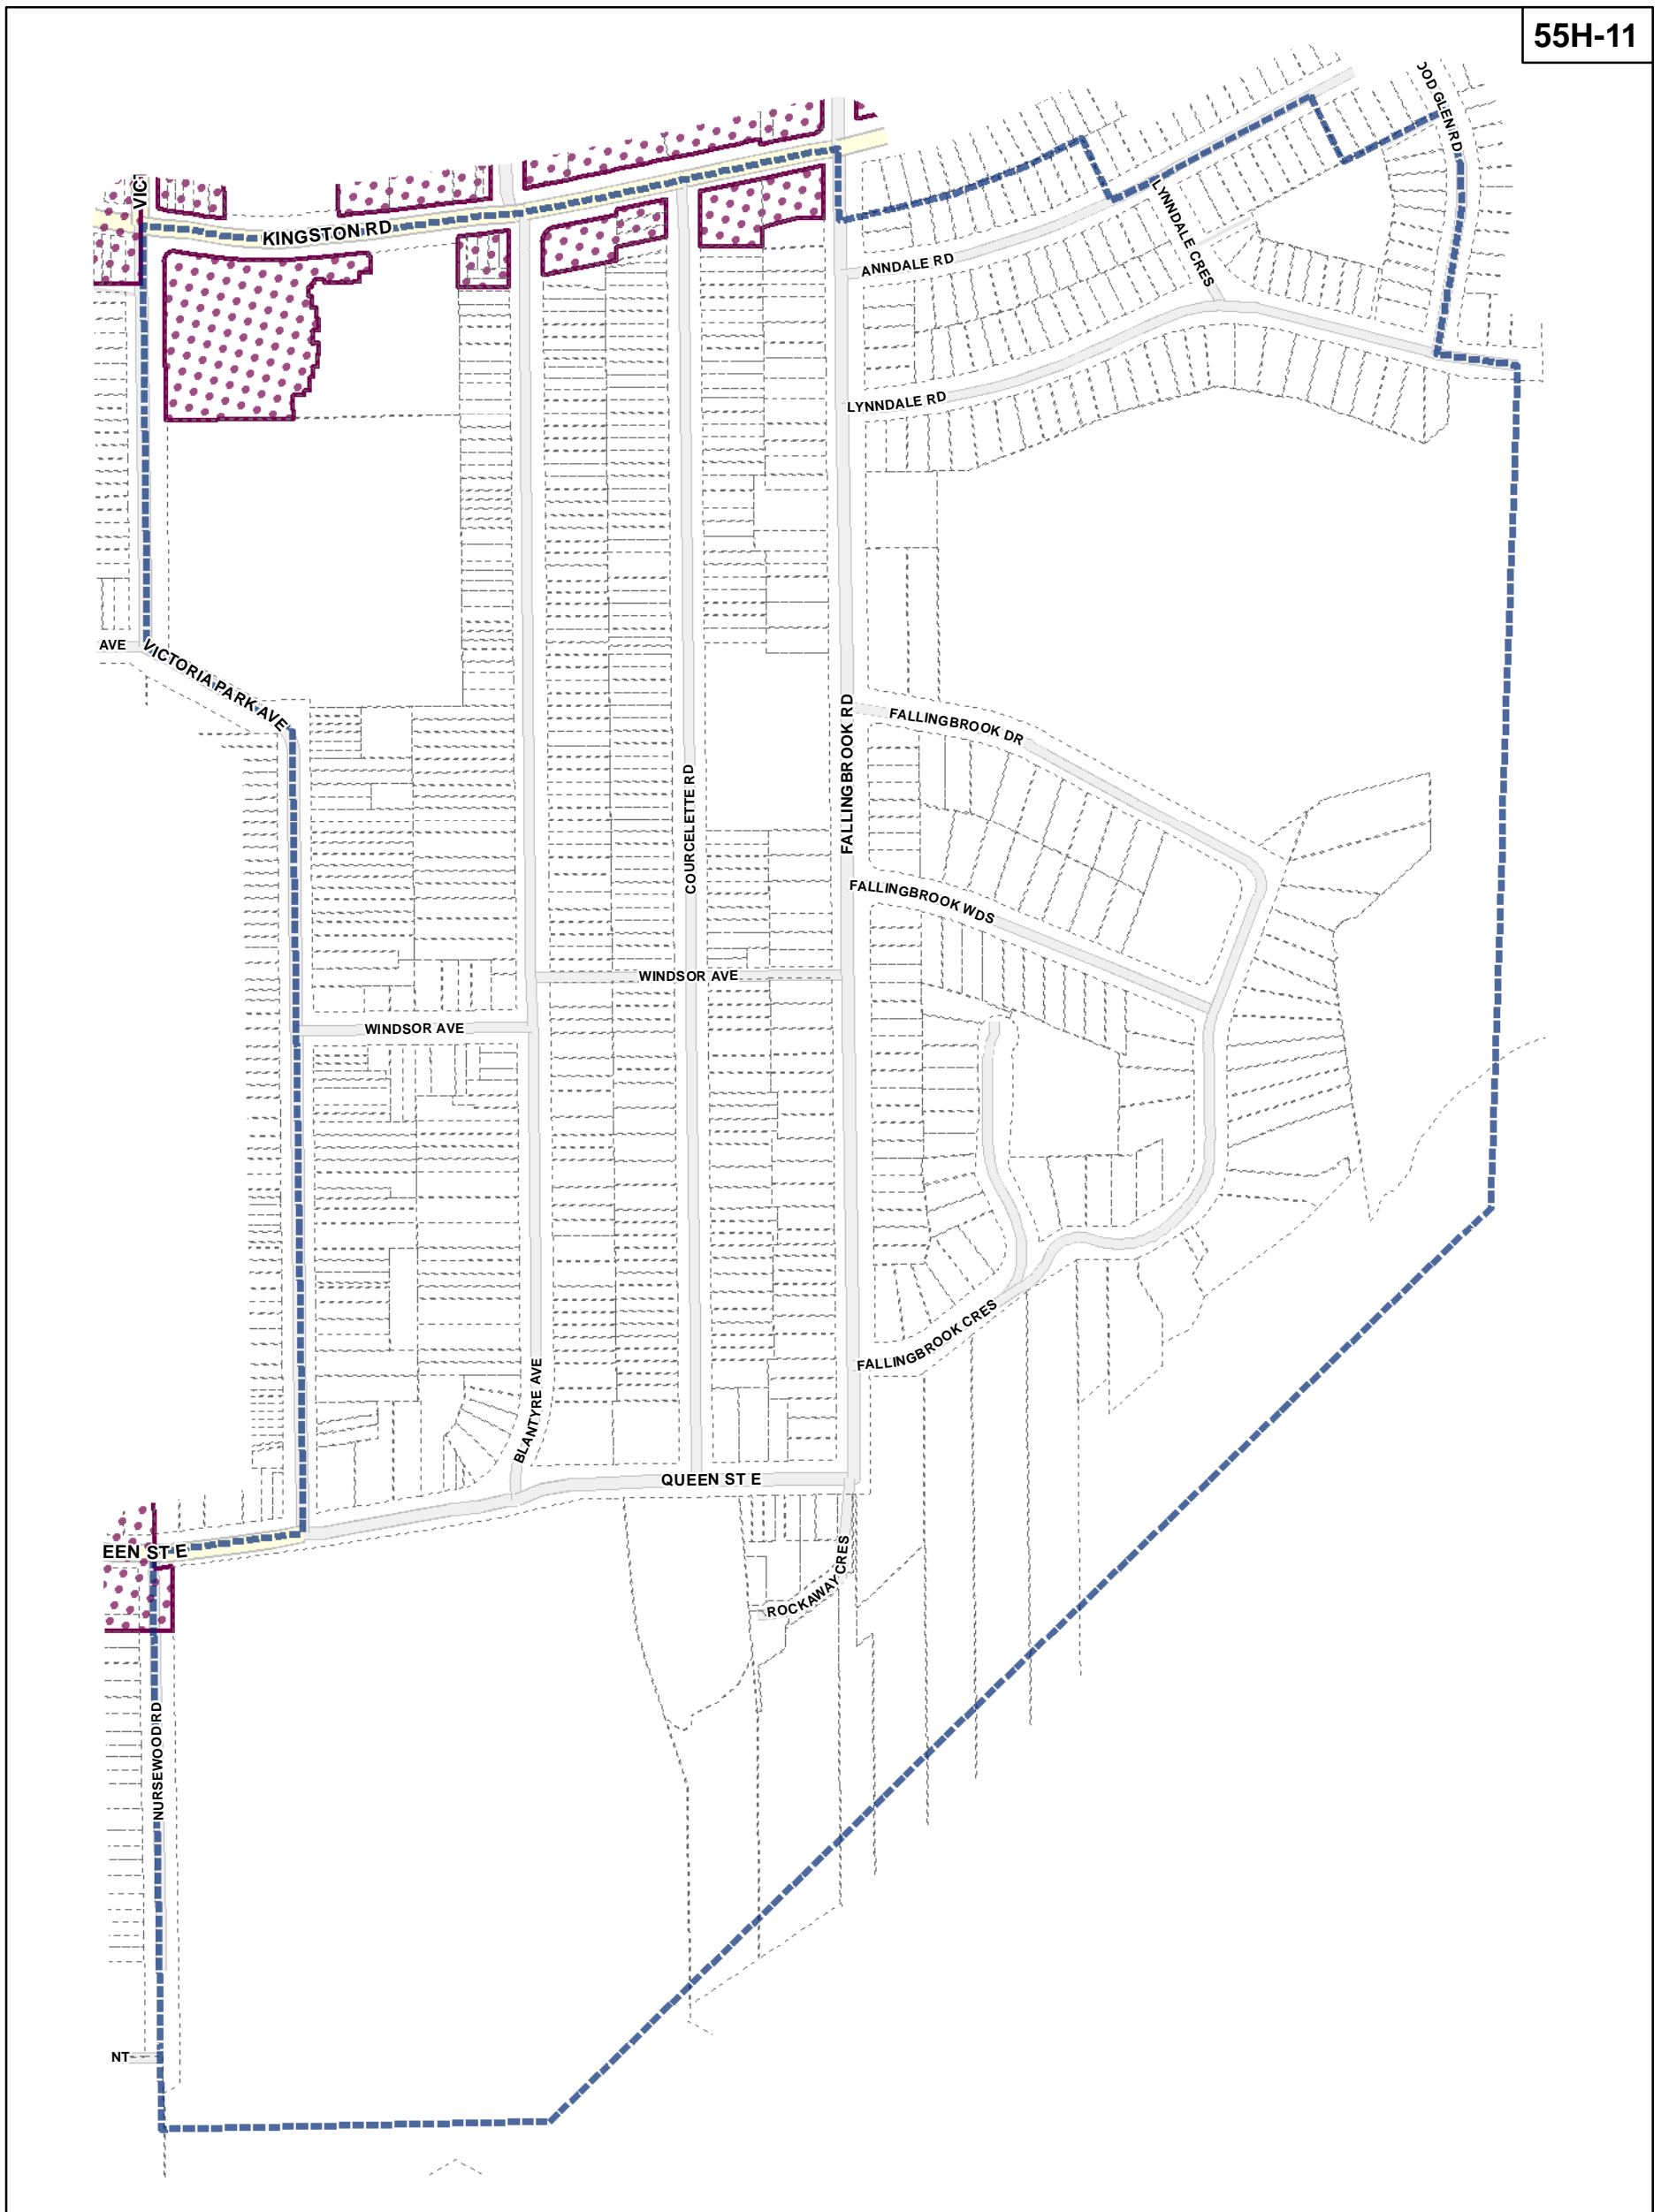 55H-11
OOD GLEN RD
VIC
KINGSTON RD
LYNNDALE CRES
ANNDALE RD
LYNNDALE RD
AVE
VICTORIA PARK AVE
FALLINGBROOK RD
FALLINGBROOK DR
COURCELETTE RD
FALLINGBROOK WDS
WINDSOR AVE
WINDSOR AVE
FALLINGBROOK CRES
BLANTYRE AVE
QUEEN ST E
EEN ST E
ROCKAWAY CRES
NURSEWOOD RD
NT